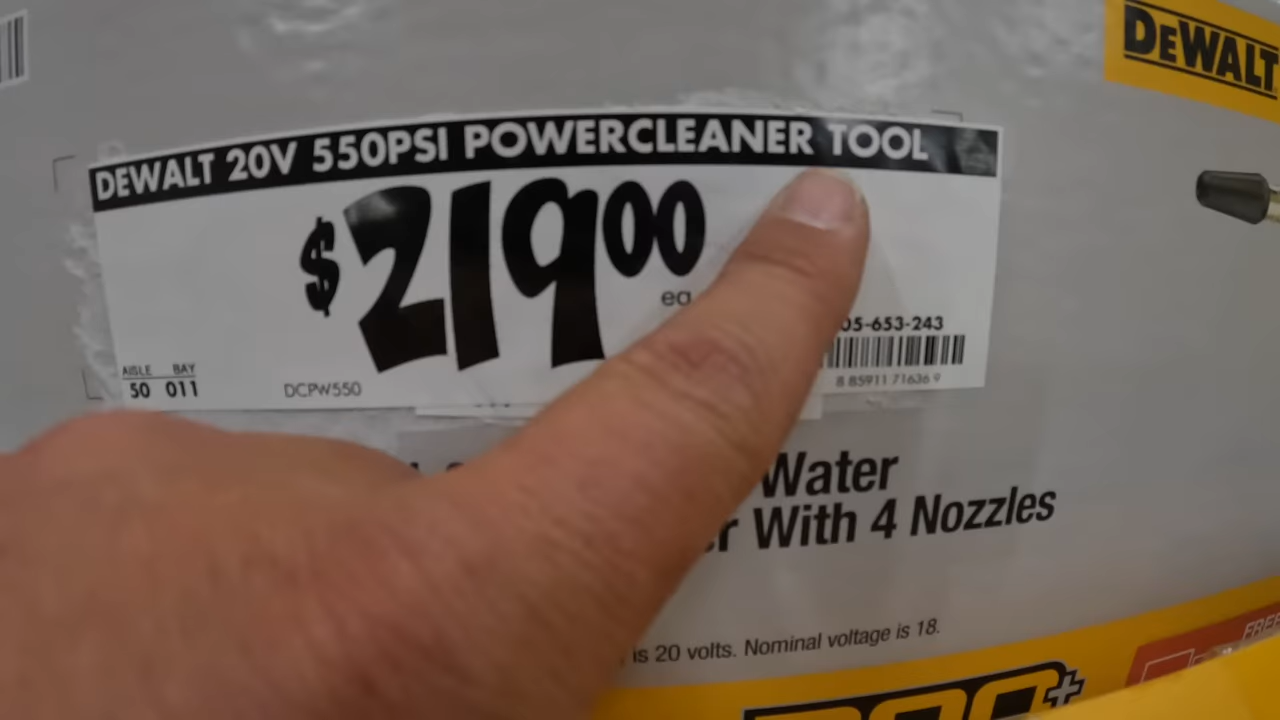 DEWALT
DEWALT 20V 550PSI POWERCLEANER TOOL
$219 00
ea
05-653-243
8 85911 71636 9
AISLE BAY
50 011
DCPW550
Water
With 4 Nozzles
is 20 volts. Nominal voltage is 18.
FREE